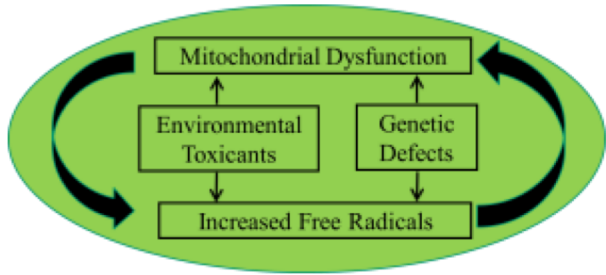 Mitochondrial Dysfunction
Environmental
Toxicants
Genetic
Defects
Increased Free Radicals